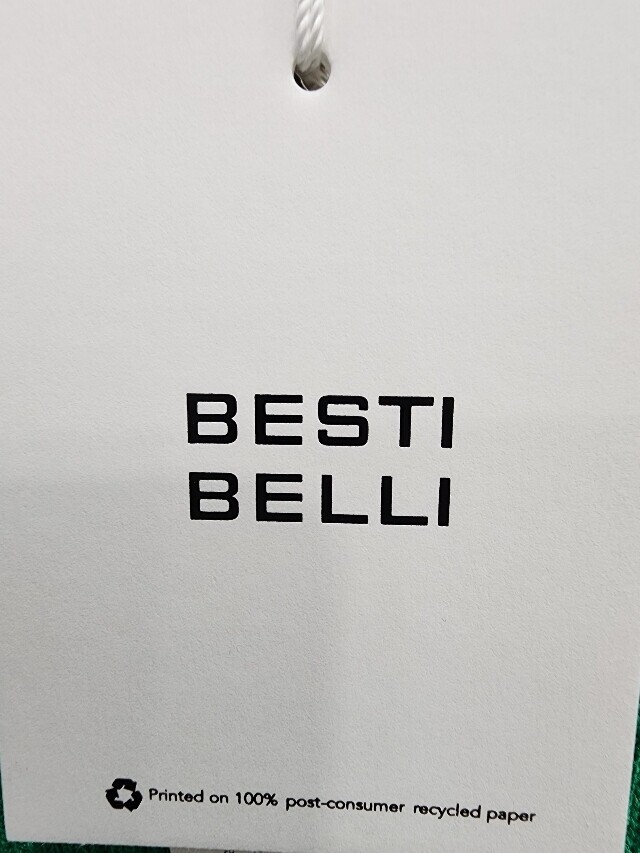 BESTI
BELLI
Printed on 100% post-consumer recycled paper